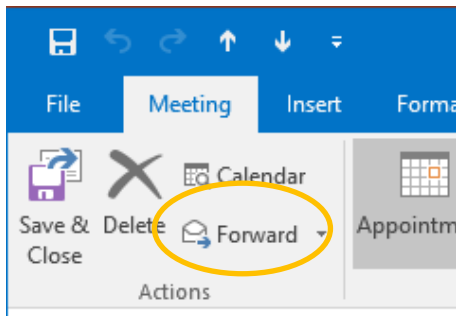 File Meeting Insert Forma
Calendar
Save & Close Delete Forward Appointm
Actions